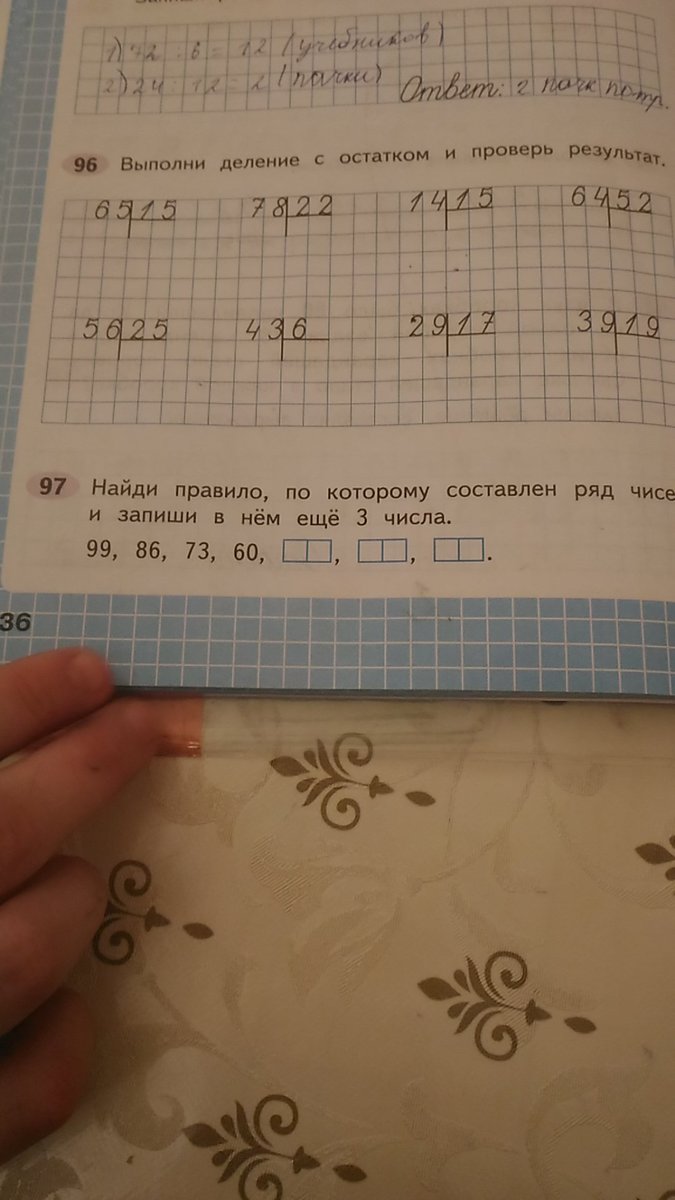 1) 72 : 6 = 12 (учебников)
2) 24 : 12 = 2 (пачки) Ответ: 2 пачк потр.
96 Выполни деление с остатком и проверь результат.
65 15 78 22 14 15 64 52
56 25 43 6 29 17 39 19
97 Найди правило, по которому составлен ряд чисе
и запиши в нём ещё 3 числа.
99, 86, 73, 60, , , .
36